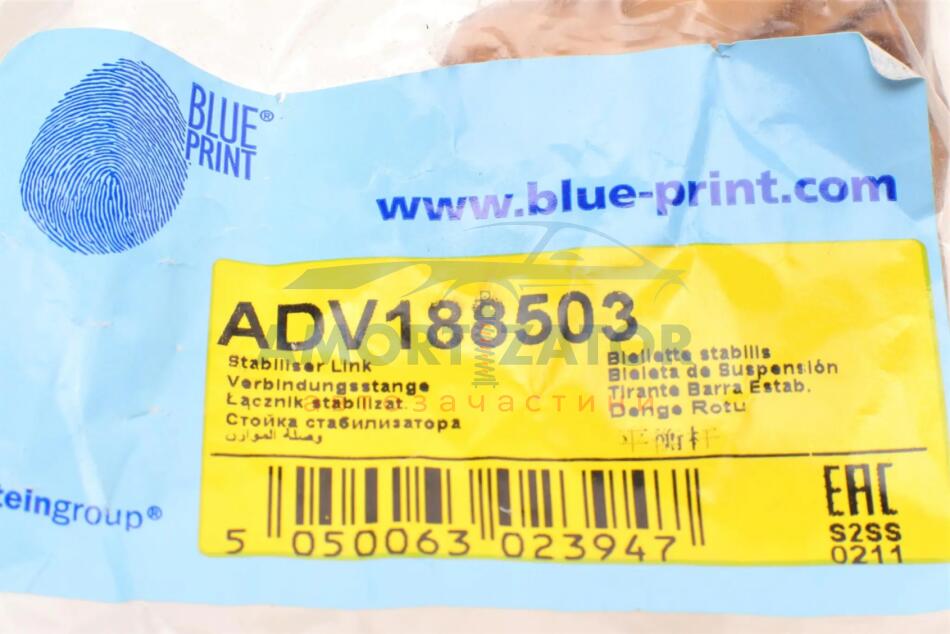 BLUE®
PRINT
www.blue-print.com
ADV188503
AMORTIZATOR
автозапчастини
Stabiliser Link
Verbindungsstange
Łącznik stabilizat.
Стойка стабилизатора
وصلة الموازن
Biellette stabilis
Bieleta de Suspensión
Tirante Barra Estab.
Denge Rotu
平衡杆
EAC
S2SS
0211
5 050063 023947
teingroup®